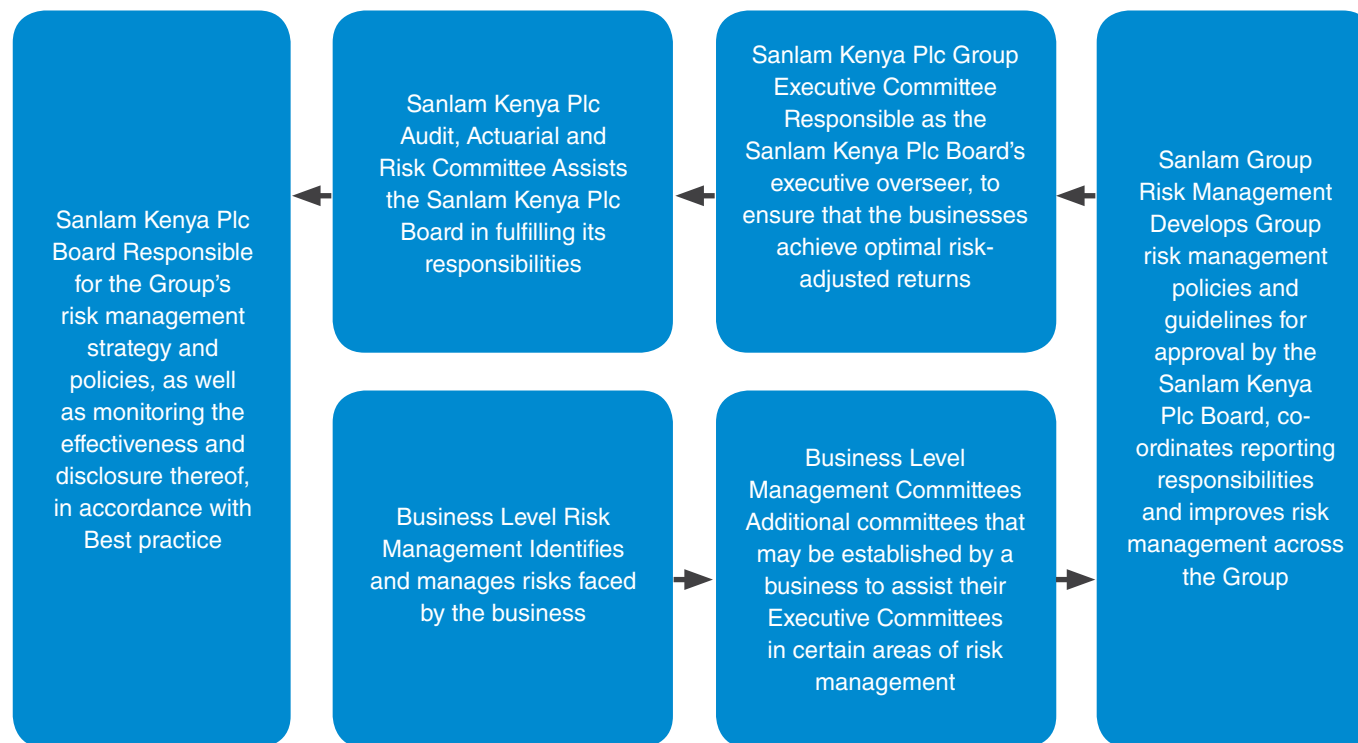 Sanlam Kenya Plc
Board Responsible
for the Group’s
risk management
strategy and
policies, as well
as monitoring the
effectiveness and
disclosure thereof,
in accordance with
Best practice
Sanlam Kenya Plc
Audit, Actuarial and
Risk Committee Assists
the Sanlam Kenya Plc
Board in fulfilling its
responsibilities
Sanlam Kenya Plc Group
Executive Committee
Responsible as the
Sanlam Kenya Plc Board’s
executive overseer, to
ensure that the businesses
achieve optimal risk-
adjusted returns
Business Level Risk
Management Identifies
and manages risks faced
by the business
Business Level
Management Committees
Additional committees that
may be established by a
business to assist their
Executive Committees
in certain areas of risk
management
Sanlam Group
Risk Management
Develops Group
risk management
policies and
guidelines for
approval by the
Sanlam Kenya
Plc Board, co-
ordinates reporting
responsibilities
and improves risk
management across
the Group